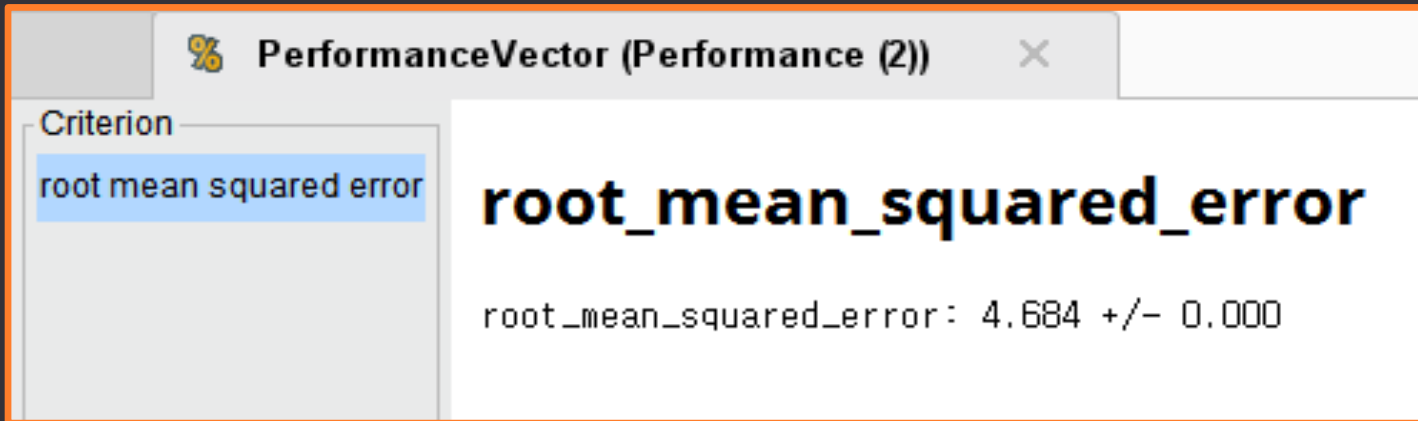 PerformanceVector (Performance (2))
Criterion
root mean squared error
root_mean_squared_error
root_mean_squared_error: 4.684 +/- 0.000